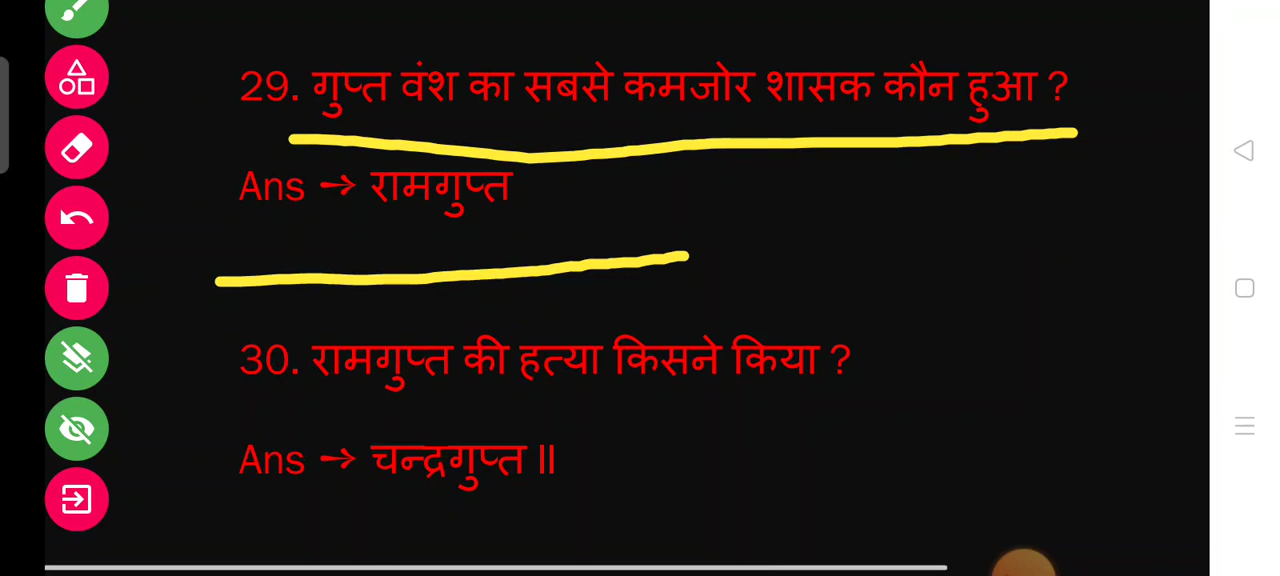 29. गुप्त वंश का सबसे कमजोर शासक कौन हुआ ?
Ans → रामगुप्त
30. रामगुप्त की हत्या किसने किया ?
Ans → चन्द्रगुप्त II